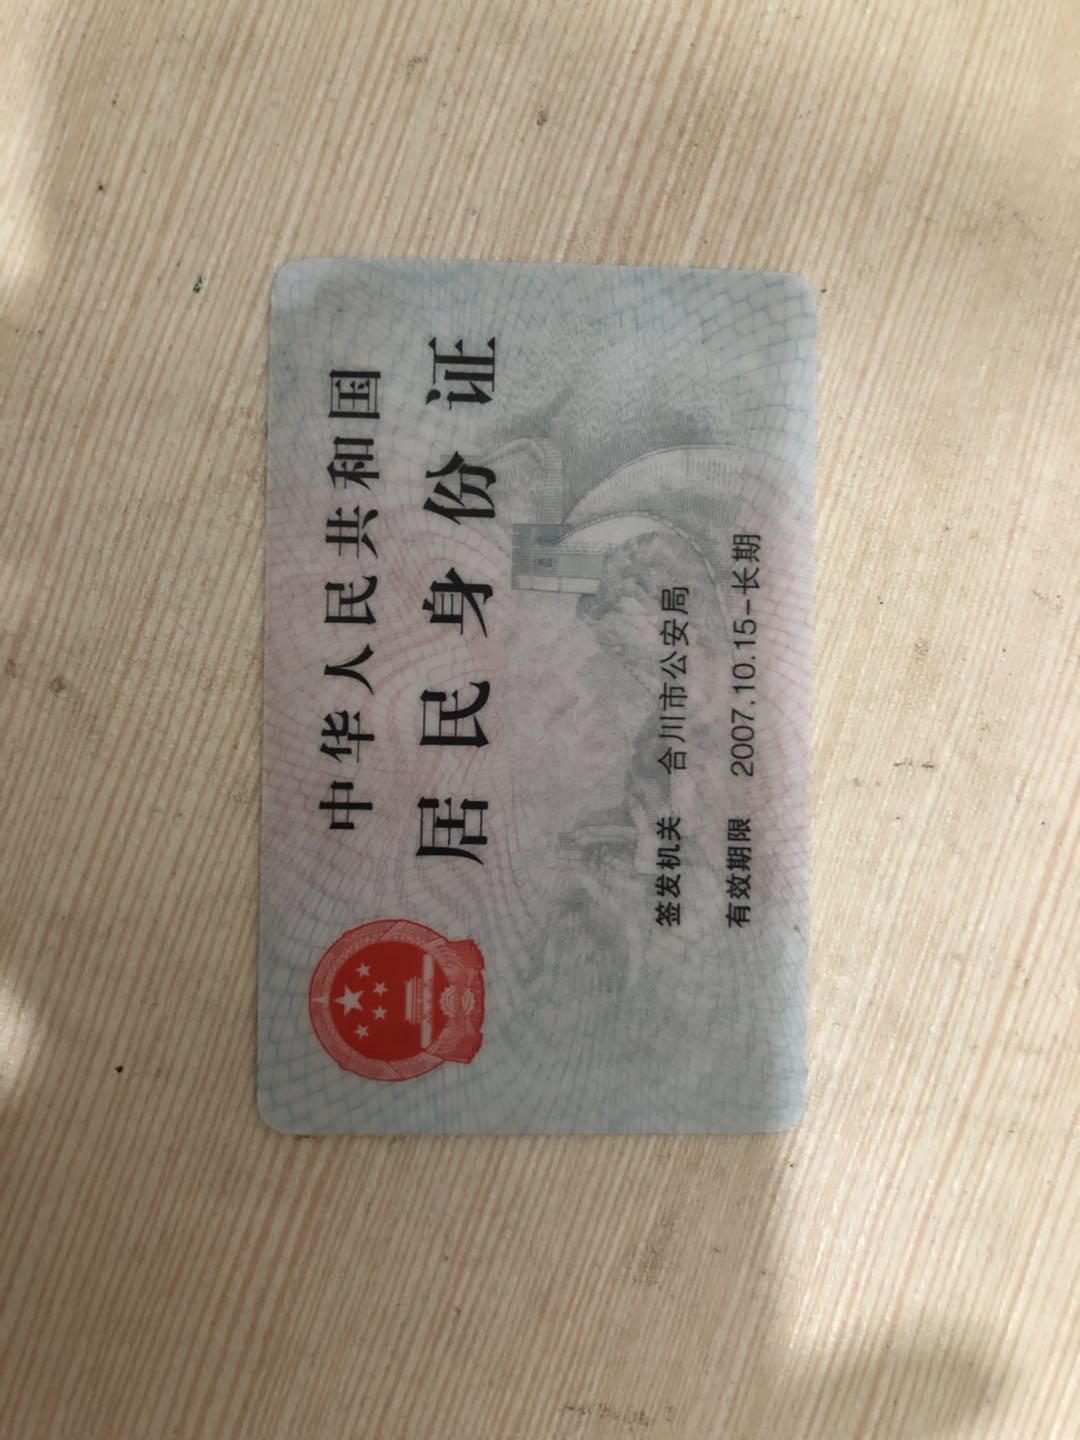 中华人民共和国
居民身份证
签发机关 合川市公安局
有效期限 2007.10.15-长期